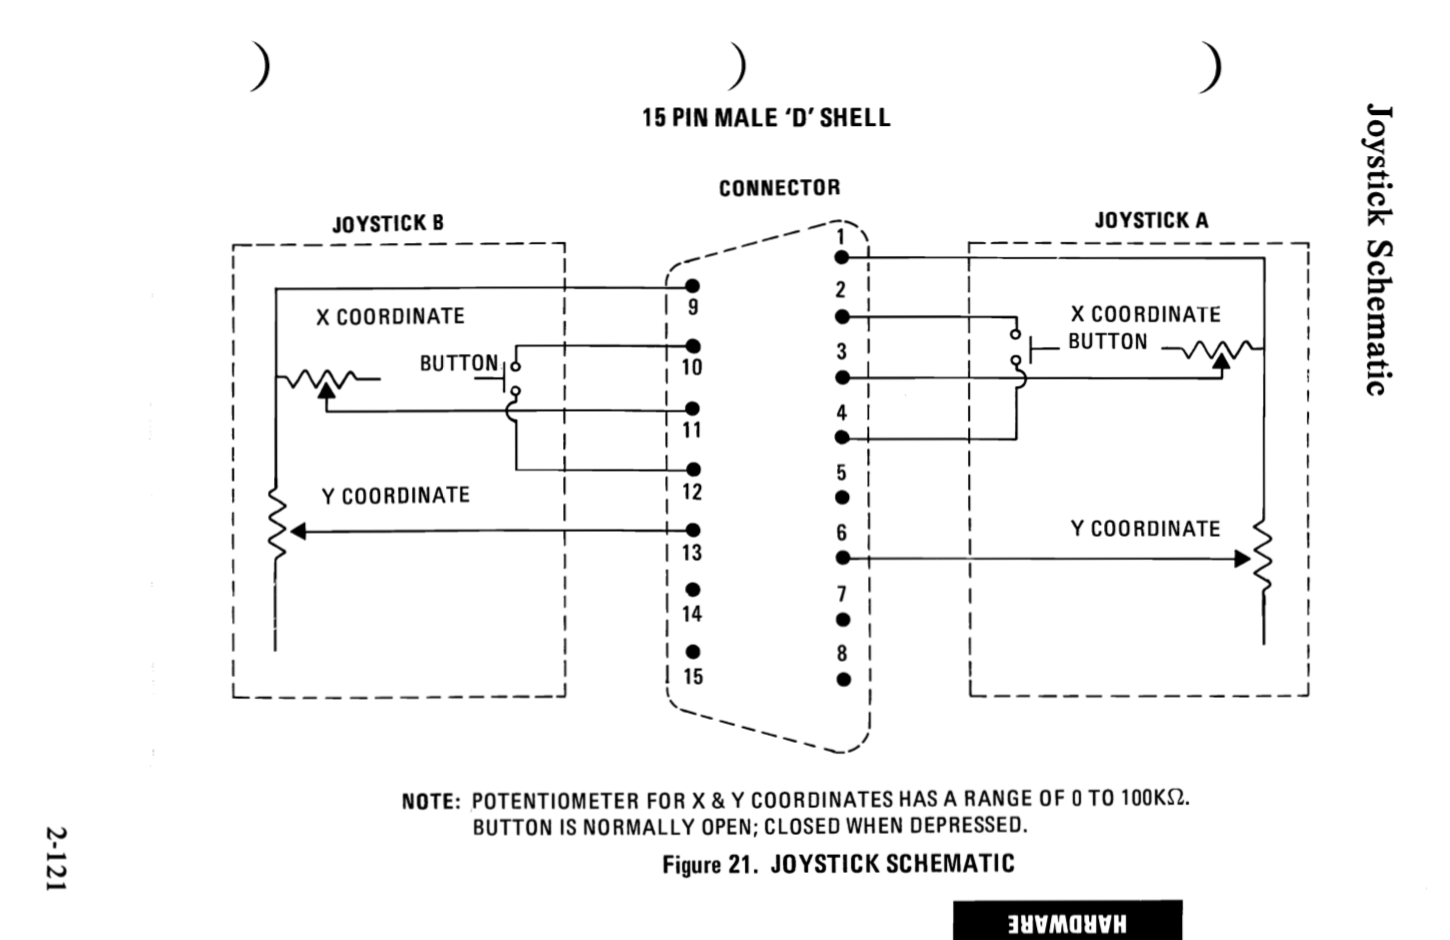 15 PIN MALE ‘D’ SHELL
CONNECTOR
JOYSTICK B
X COORDINATE
BUTTON
Y COORDINATE
9
10
11
12
13
14
15
1
2
3
4
5
6
7
8
JOYSTICK A
X COORDINATE
BUTTON
Y COORDINATE
NOTE: POTENTIOMETER FOR X & Y COORDINATES HAS A RANGE OF 0 TO 100KΩ.
BUTTON IS NORMALLY OPEN; CLOSED WHEN DEPRESSED.
Figure 21. JOYSTICK SCHEMATIC
Joystick Schematic
2-121
HARDWARE